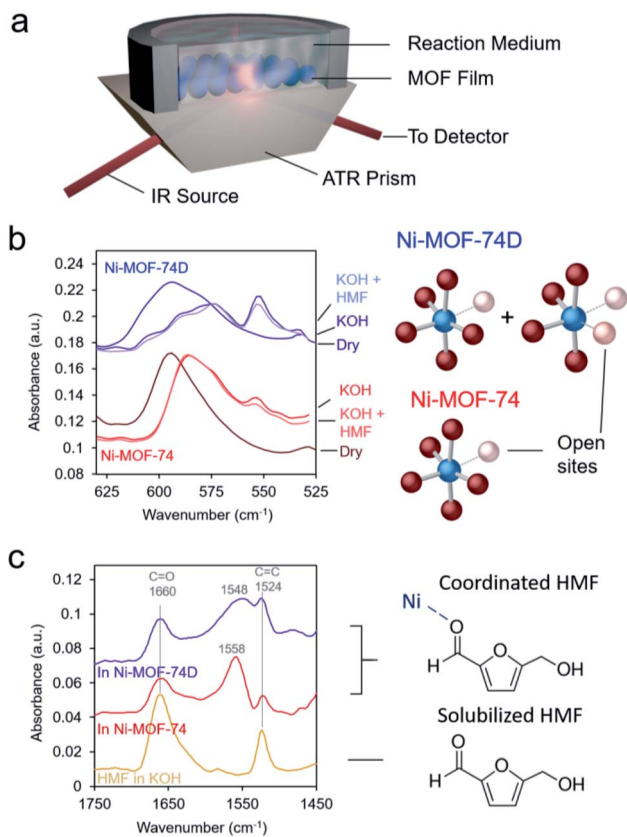 a
Reaction Medium
MOF Film
To Detector
ATR Prism
IR Source
b
Absorbance (a.u.)
0.24
0.22
0.2
0.18
0.16
0.14
0.12
0.1
0.08
Ni-MOF-74D
KOH +
HMF
KOH
Dry
KOH
KOH +
HMF
Dry
Ni-MOF-74
625 600 575 550 525
Wavenumber (cm-1)
Ni-MOF-74D
+
Ni-MOF-74
Open
sites
c
Absorbance (a.u.)
0.12
0.1
0.08
0.06
0.04
0.02
0
C=O
1660
1548
C=C
1524
1558
In Ni-MOF-74D
In Ni-MOF-74
HMF in KOH
1750 1650 1550 1450
Wavenumber (cm-1)
Coordinated HMF
Ni
O
H
O
OH
Solubilized HMF
O
H
O
OH